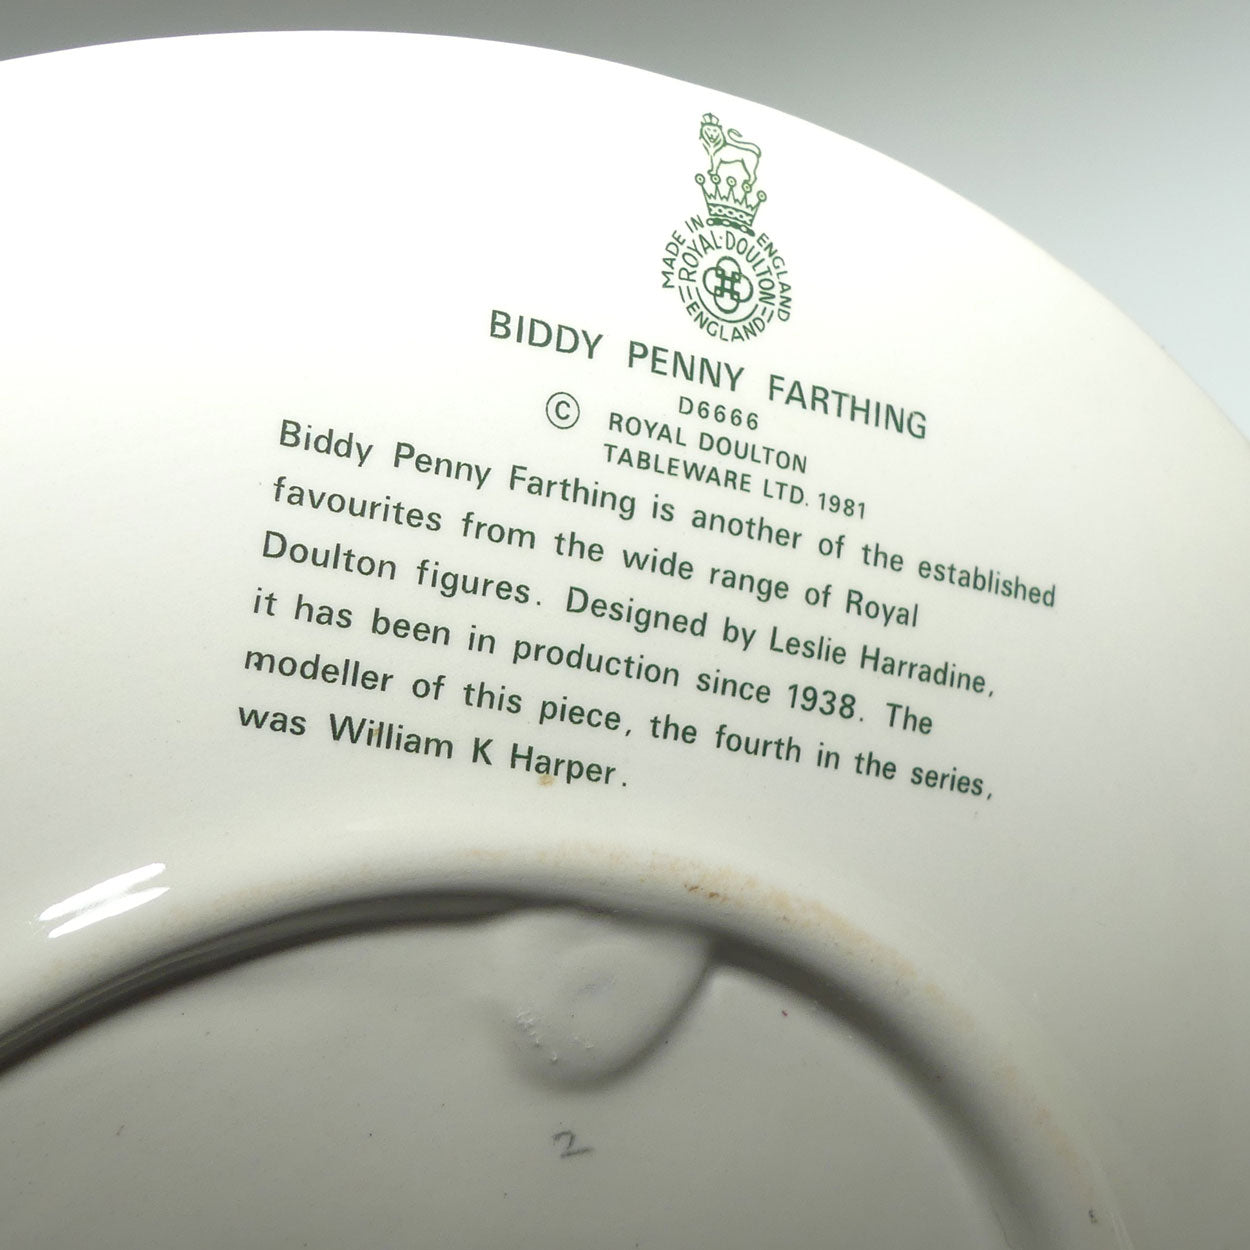 MADE IN ENGLAND
ROYAL·DOULTON
ENGLAND
BIDDY PENNY FARTHING
D6666
© ROYAL DOULTON
TABLEWARE LTD. 1981
Biddy Penny Farthing is another of the established
favourites from the wide range of Royal
Doulton figures. Designed by Leslie Harradine,
it has been in production since 1938. The
modeller of this piece, the fourth in the series,
was William K Harper.
2